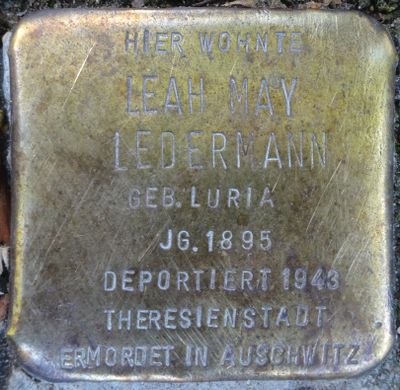 HIER WOHNTE
LEAH MAY
LEDERMANN
GEB. LURIA
JG. 1895
DEPORTIERT 1943
THERESIENSTADT
ERMORDET IN AUSCHWITZ